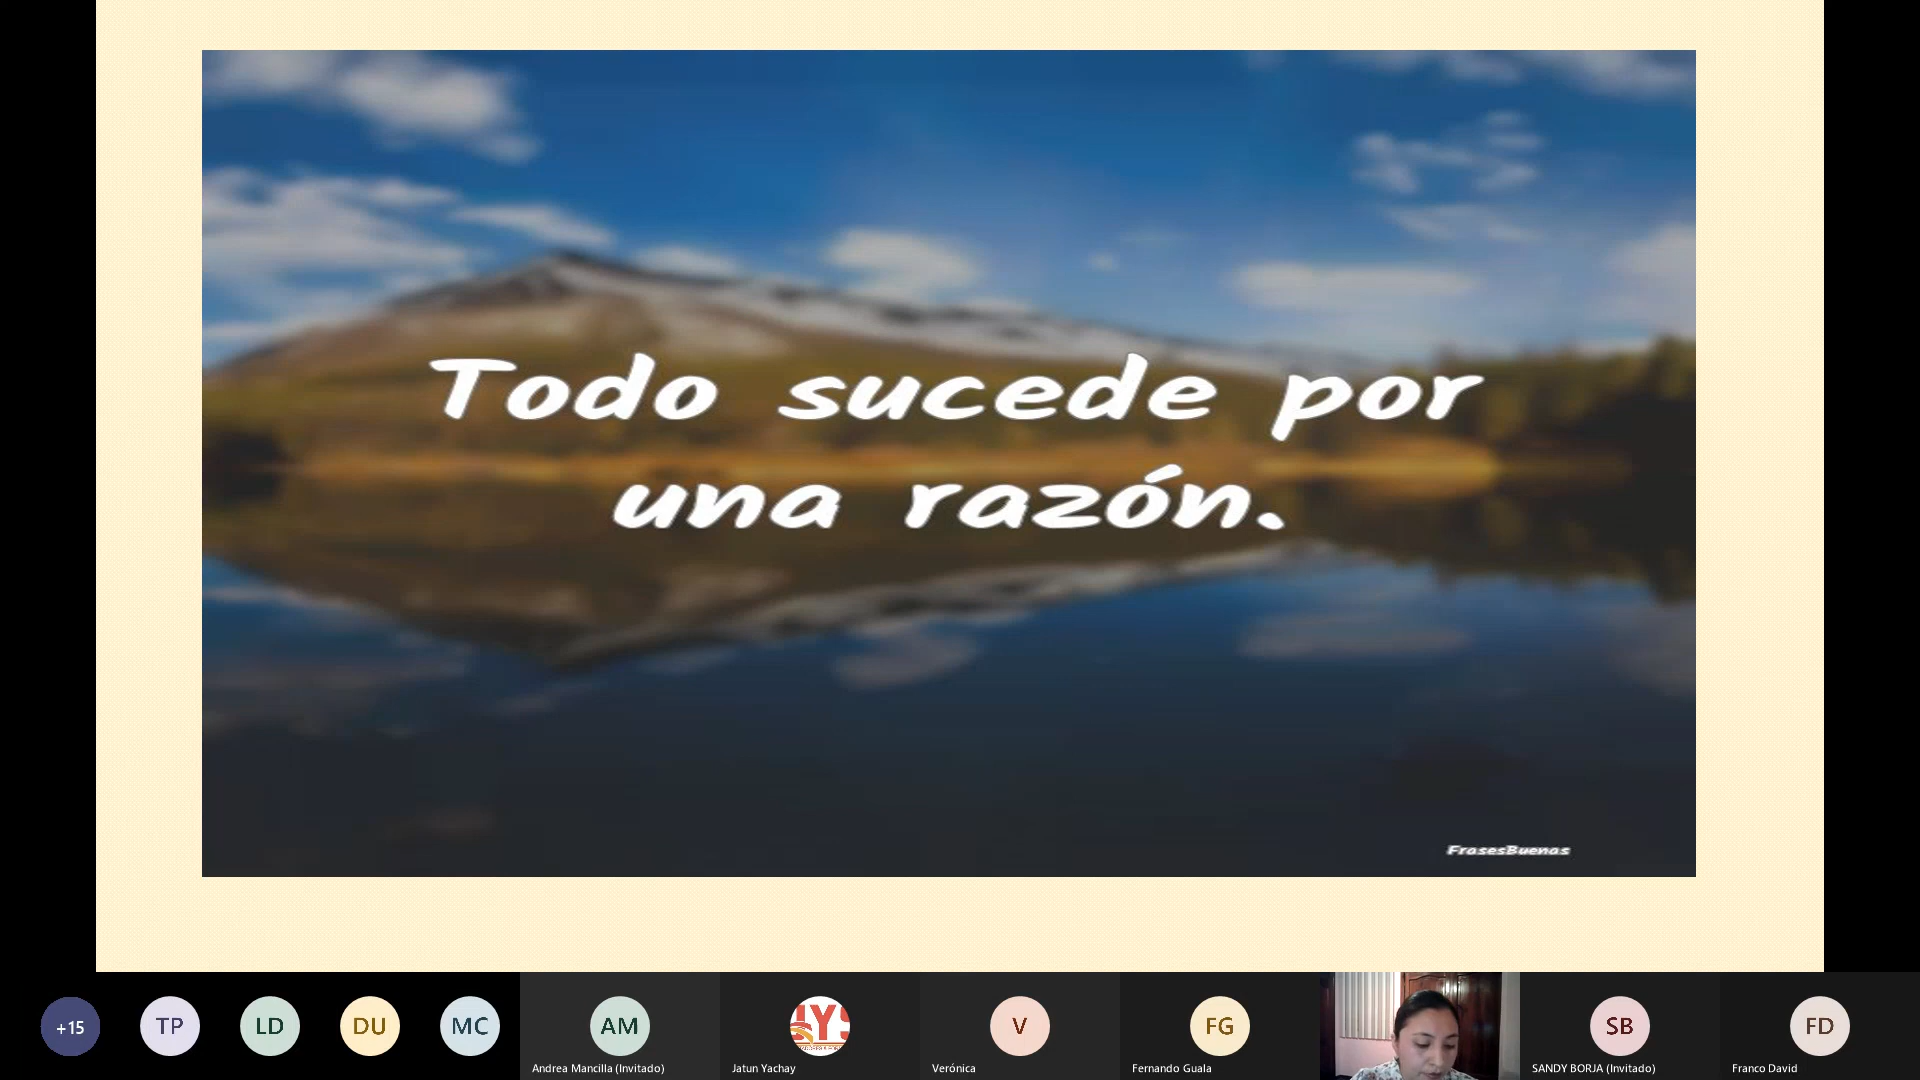 Todo sucede por
una razón.
FrasesBuenas
+15
TP
LD
DU
MC
AM
V
FG
SB
FD
Andrea Mancilla (Invitado)
Jatun Yachay
Verónica
Fernando Guala
SANDY BORJA (Invitado)
Franco David